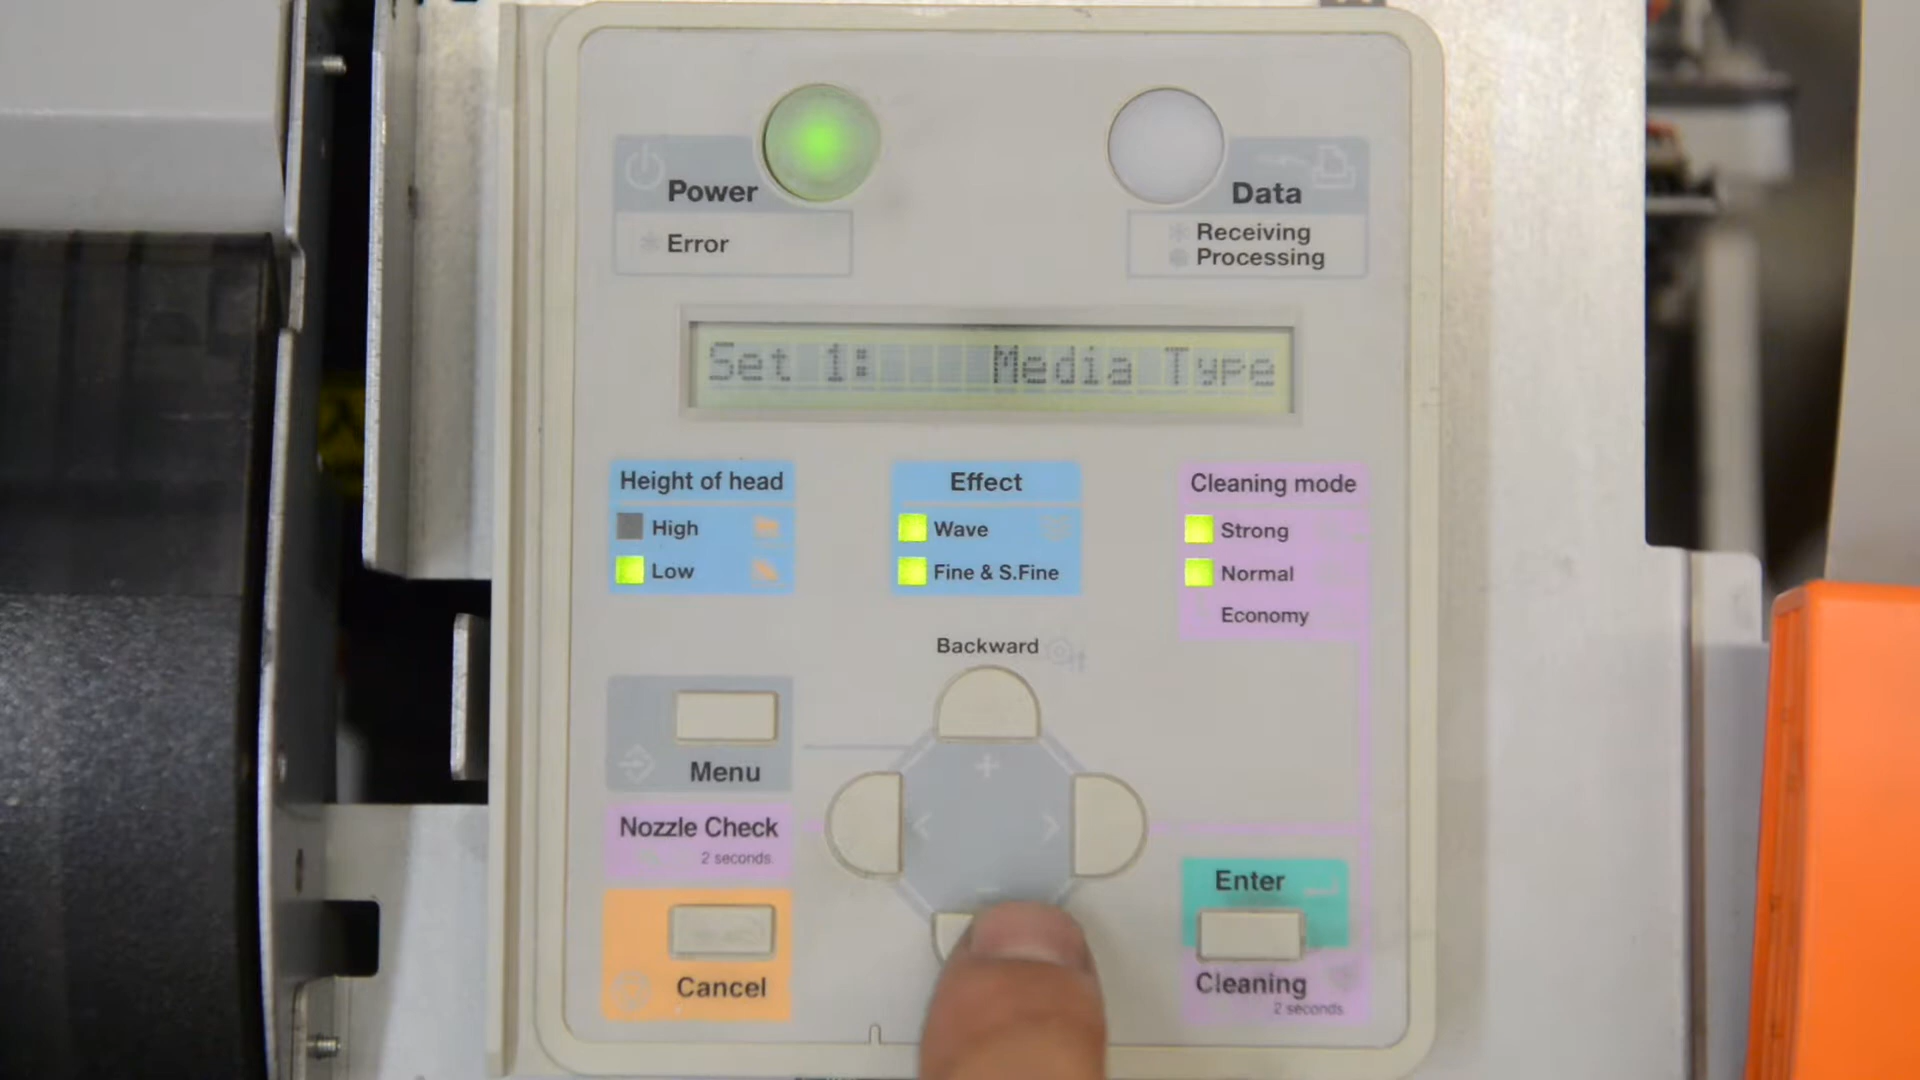 Power
Error
Data
Receiving
Processing
Set 1: Media Type
Height of head
High
Low
Effect
Wave
Fine & S.Fine
Cleaning mode
Strong
Normal
Economy
Backward
Menu
Nozzle Check
2 seconds.
Cancel
+
<
>
-
Enter
Cleaning
2 seconds.